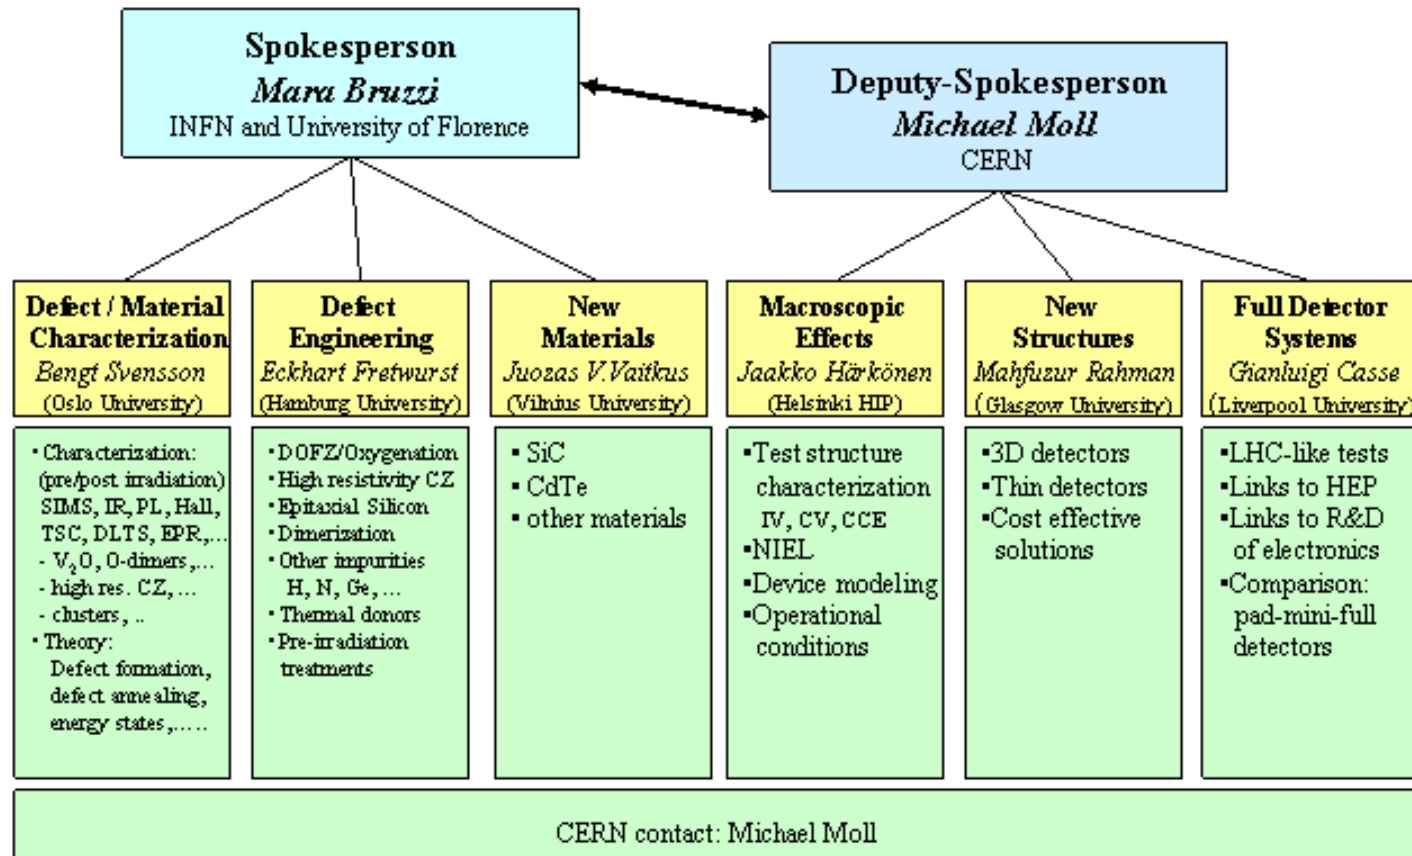 Spokesperson
Mara Bruzzi
INFN and University of Florence
Deputy-Spokesperson
Michael Moll
CERN
Defect / Material
Characterization
Bengt Svensson
(Oslo University)
▪ Characterization:
(pre/post irradiation)
SIMS, IR, PL, Hall,
TSC, DLTS, EPR,...
- V₂O, O-dimers,...
- high res. CZ, ...
- clusters, ..
▪ Theory:
Defect formation,
defect annealing,
energy states,.....
Defect
Engineering
Eckhart Fretwurst
(Hamburg University)
▪DOFZ/Oxygenation
▪High resistivity CZ
▪Epitaxial Silicon
▪Dimerization
▪Other impurities
H, N, Ge, ...
▪Thermal donors
▪Pre-irradiation
treatments
New
Materials
Juozas V.Vaitkus
(Vilnius University)
▪ SiC
▪ CdTe
▪ other materials
Macroscopic
Effects
Jaakko Härkönen
(Helsinki HIP)
▪Test structure
characterization
IV, CV, CCE
▪NIEL
▪Device modeling
▪Operational
conditions
New
Structures
Mahfuzur Rahman
(Glasgow University)
▪3D detectors
▪Thin detectors
▪Cost effective
solutions
Full Detector
Systems
Gianluigi Casse
(Liverpool University)
▪LHC-like tests
▪Links to HEP
▪Links to R&D
of electronics
▪Comparison:
pad-mini-full
detectors
CERN contact: Michael Moll